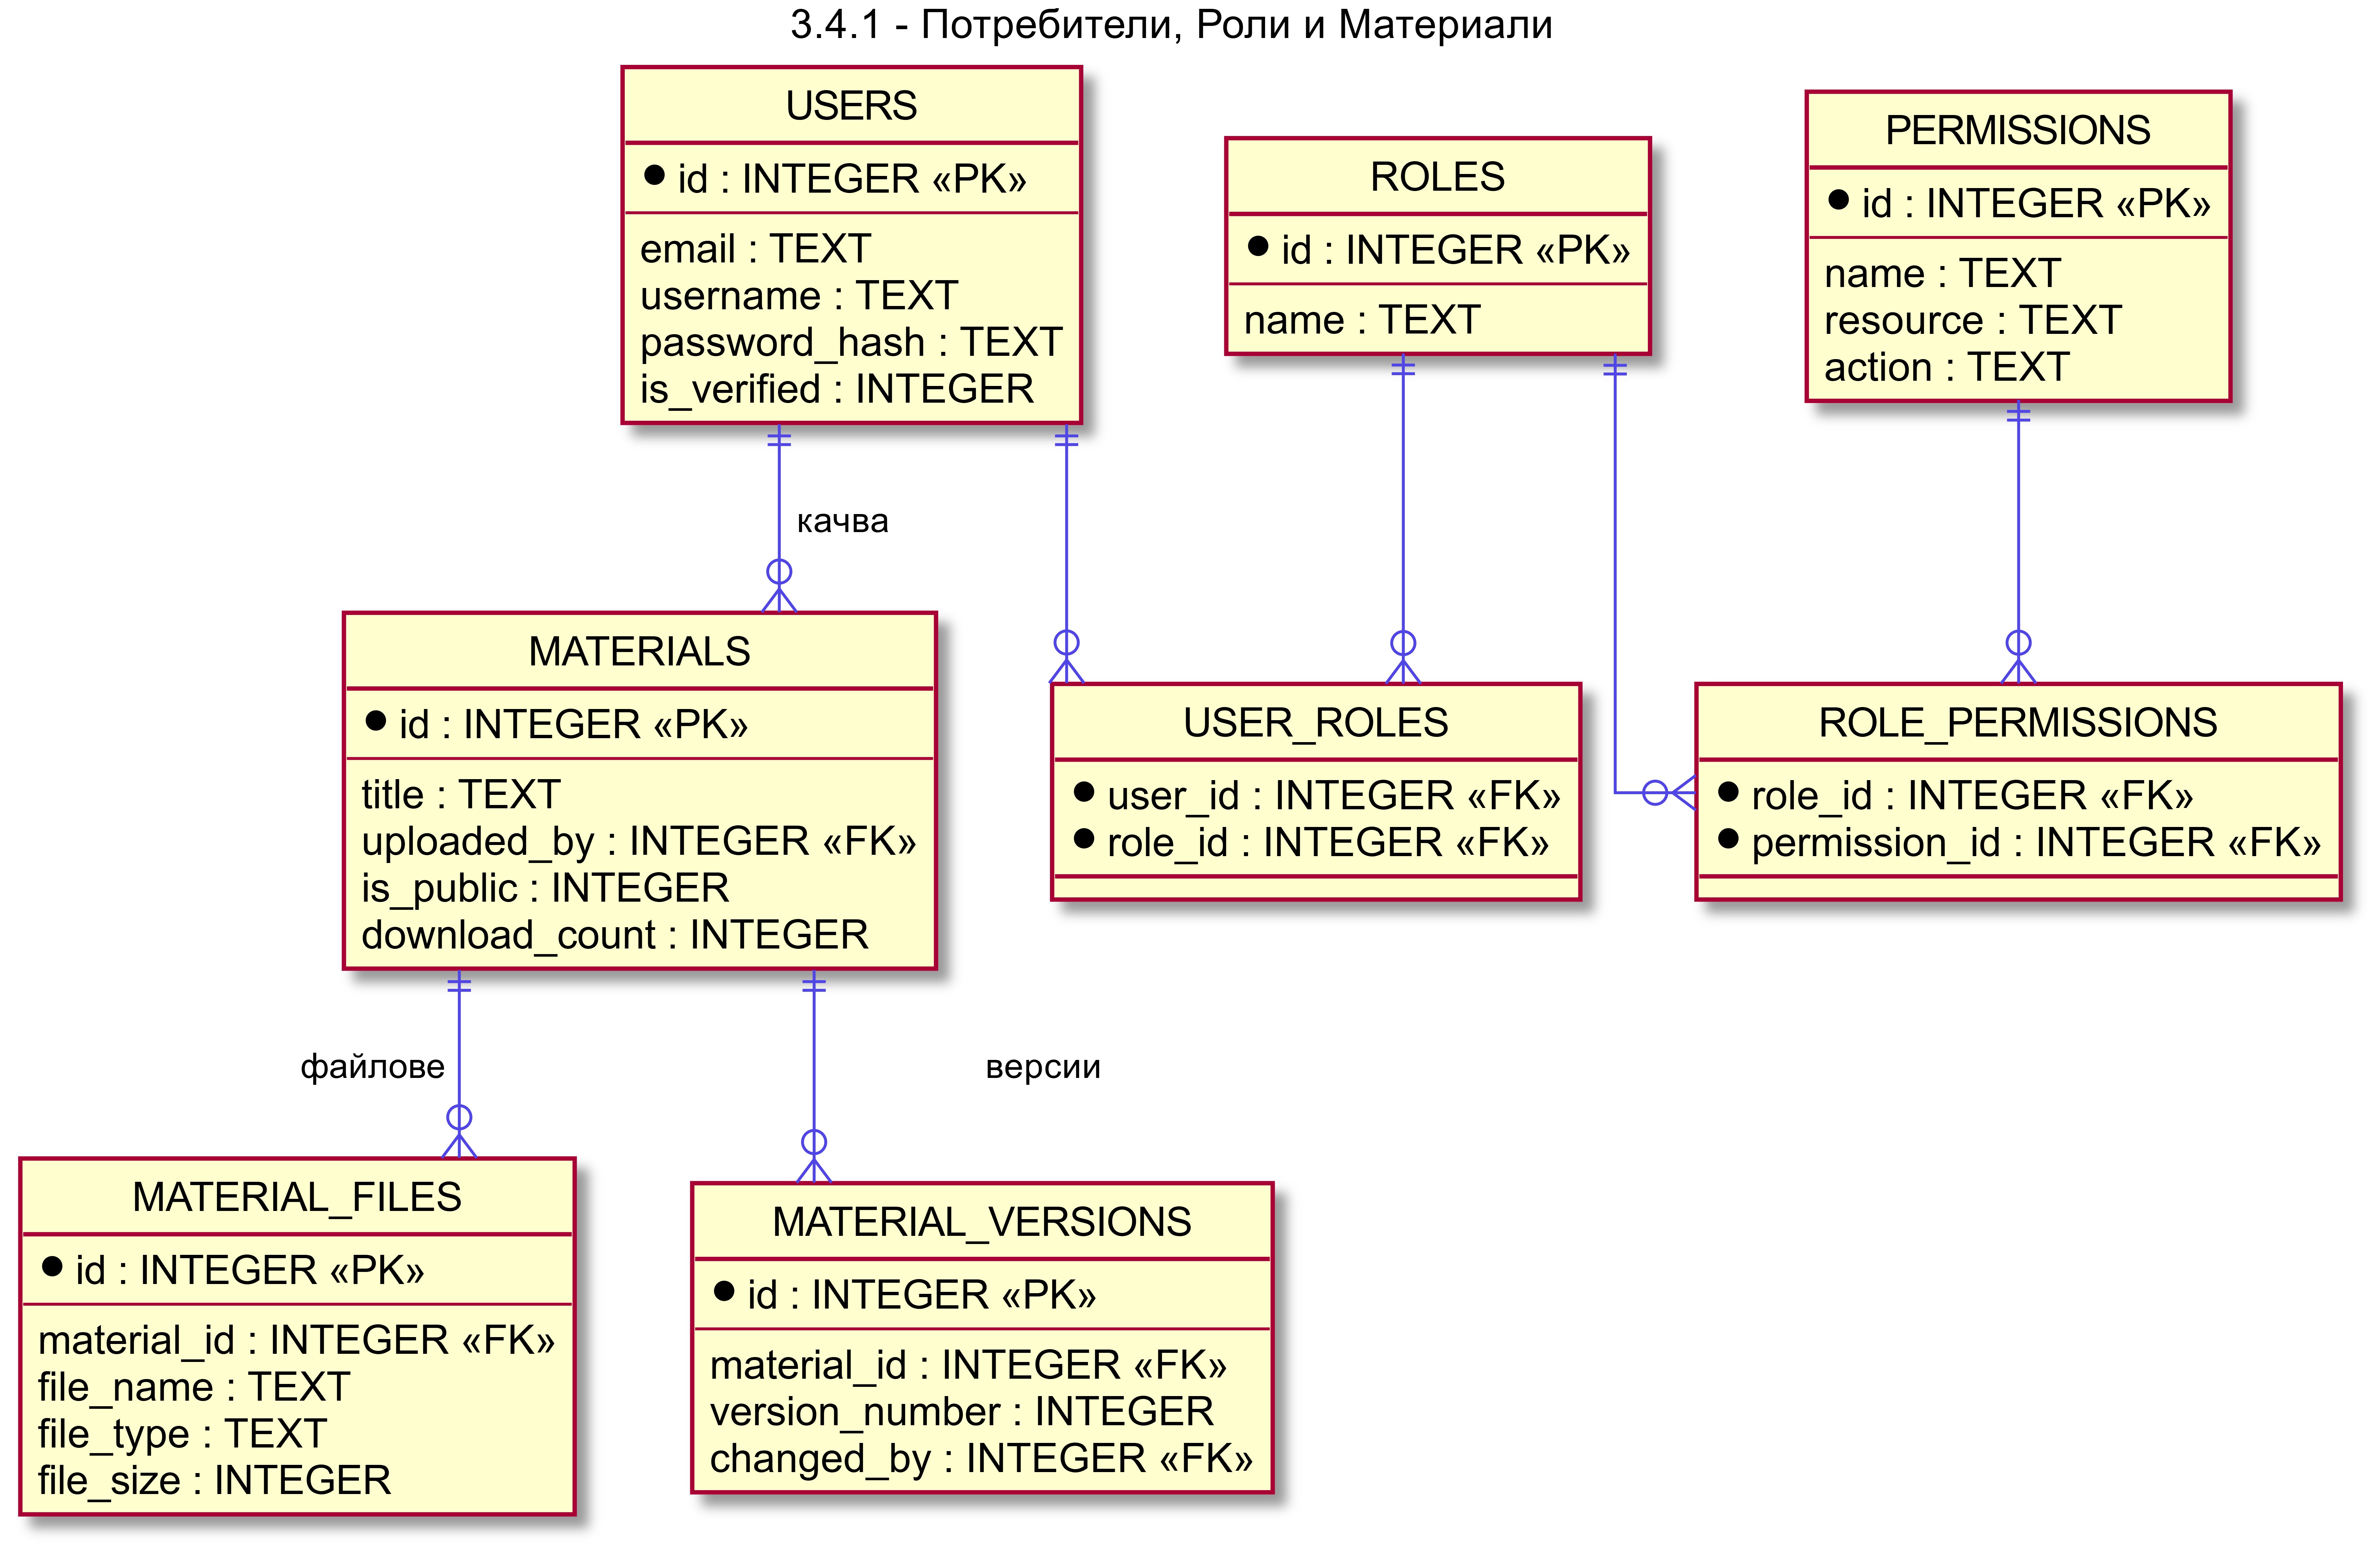 3.4.1 - Потребители, Роли и Материали
USERS
id : INTEGER «PK»
email : TEXT
username : TEXT
password_hash : TEXT
is_verified : INTEGER
ROLES
id : INTEGER «PK»
name : TEXT
PERMISSIONS
id : INTEGER «PK»
name : TEXT
resource : TEXT
action : TEXT
качва
MATERIALS
id : INTEGER «PK»
title : TEXT
uploaded_by : INTEGER «FK»
is_public : INTEGER
download_count : INTEGER
USER_ROLES
user_id : INTEGER «FK»
role_id : INTEGER «FK»
ROLE_PERMISSIONS
role_id : INTEGER «FK»
permission_id : INTEGER «FK»
файлове
версии
MATERIAL_FILES
id : INTEGER «PK»
material_id : INTEGER «FK»
file_name : TEXT
file_type : TEXT
file_size : INTEGER
MATERIAL_VERSIONS
id : INTEGER «PK»
material_id : INTEGER «FK»
version_number : INTEGER
changed_by : INTEGER «FK»